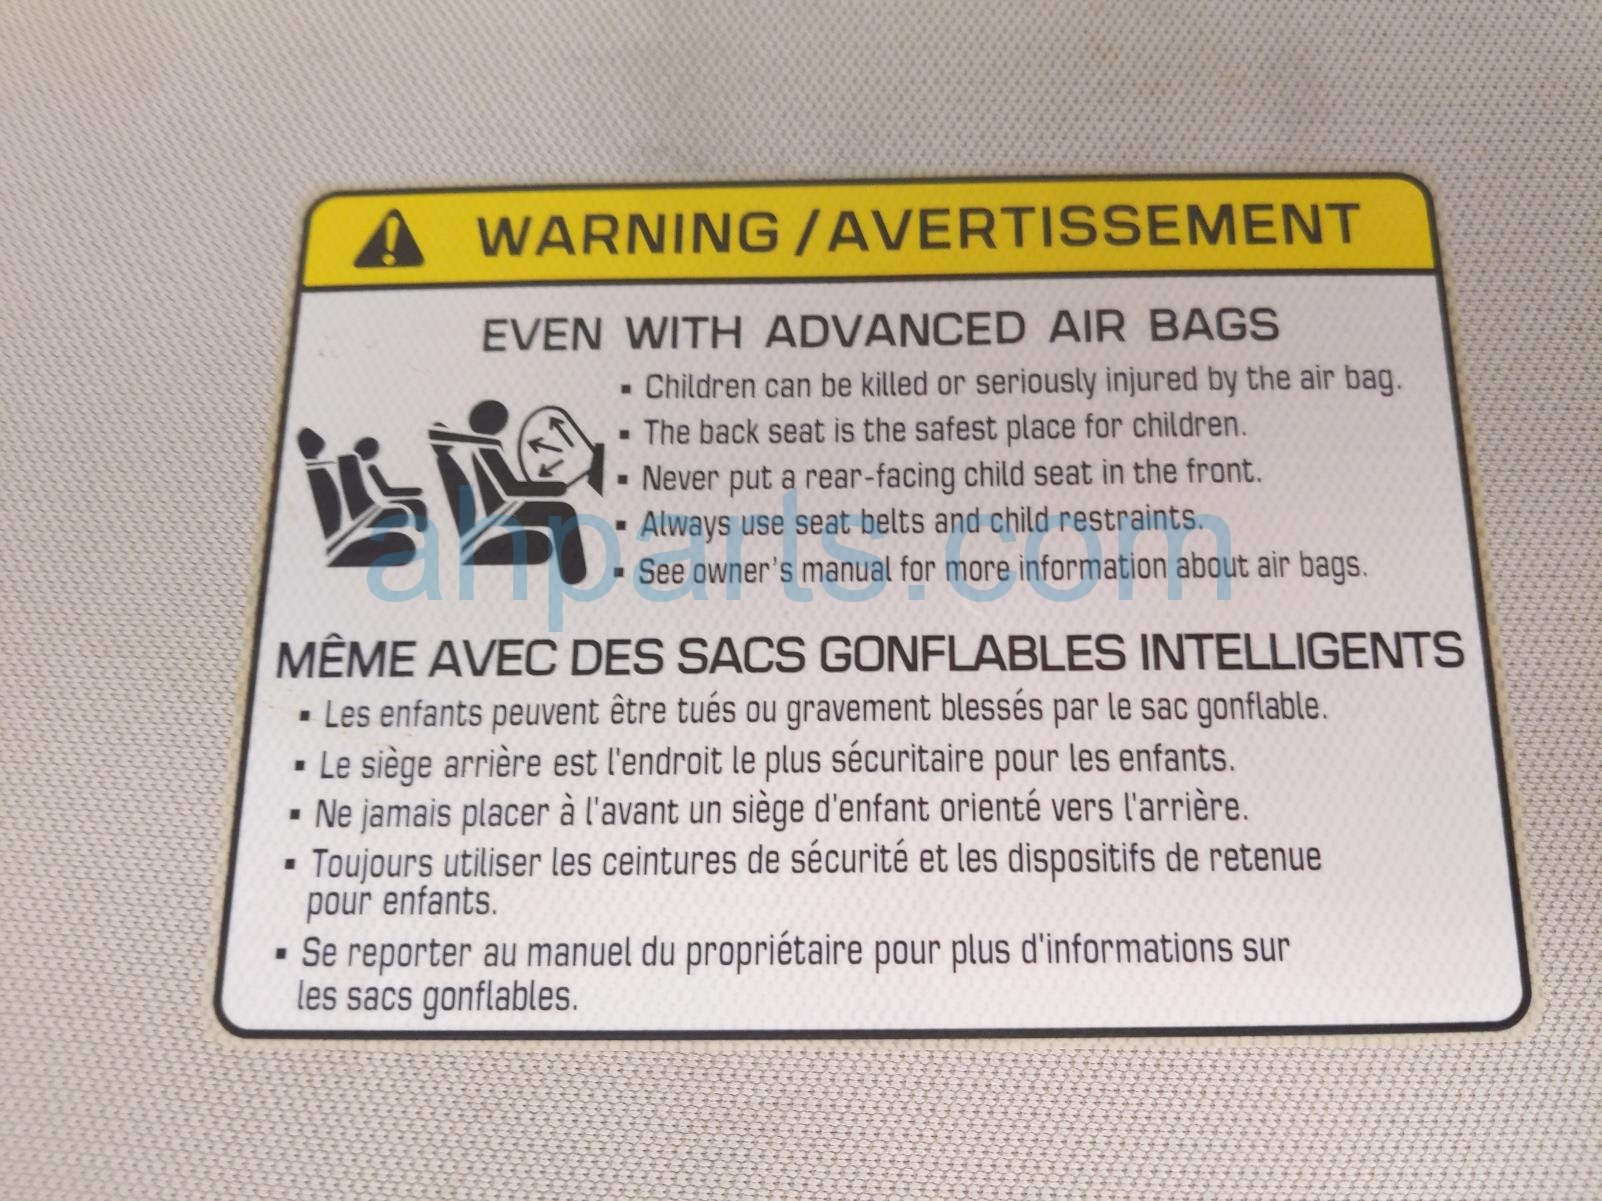 WARNING / AVERTISSEMENT
EVEN WITH ADVANCED AIR BAGS
▪ Children can be killed or seriously injured by the air bag.
▪ The back seat is the safest place for children.
▪ Never put a rear-facing child seat in the front.
▪ Always use seat belts and child restraints.
▪ See owner's manual for more information about air bags.
ahparts.com
MÊME AVEC DES SACS GONFLABLES INTELLIGENTS
▪ Les enfants peuvent être tués ou gravement blessés par le sac gonflable.
▪ Le siège arrière est l'endroit le plus sécuritaire pour les enfants.
▪ Ne jamais placer à l'avant un siège d'enfant orienté vers l'arrière.
▪ Toujours utiliser les ceintures de sécurité et les dispositifs de retenue
pour enfants.
▪ Se reporter au manuel du propriétaire pour plus d'informations sur
les sacs gonflables.